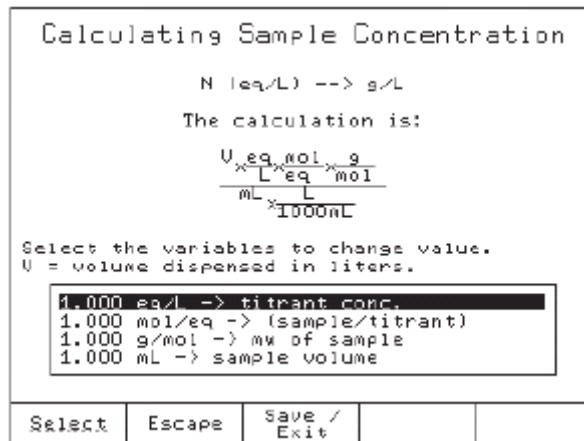 Calculating Sample Concentration
N (eq/L) --> g/L
The calculation is:
V × eq/L × mol/eq × g/mol
mL × L/1000mL
Select the variables to change value.
V = volume dispensed in liters.
1.000 eq/L -> titrant conc.
1.000 mol/eq -> (sample/titrant)
1.000 g/mol -> mw of sample
1.000 mL -> sample volume
Select Escape Save / Exit